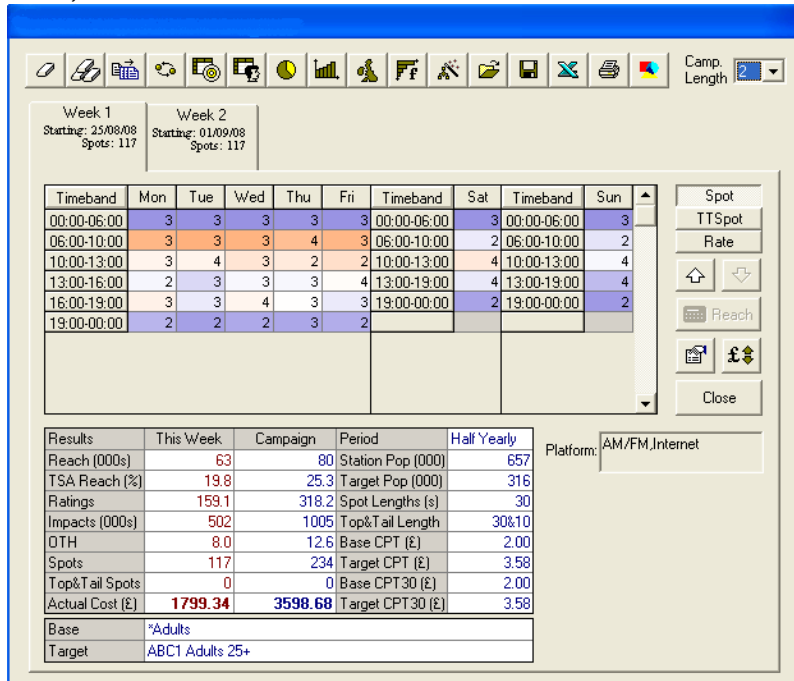 Camp.
Length 2
Week 1
Starting: 25/08/08
Spots: 117
Week 2
Starting: 01/09/08
Spots: 117
Timeband Mon Tue Wed Thu Fri Timeband Sat Timeband Sun
00:00-06:00 3 3 3 3 3 00:00-06:00 3 00:00-06:00 3
06:00-10:00 3 3 3 4 3 06:00-10:00 2 06:00-10:00 2
10:00-13:00 3 4 3 2 2 10:00-13:00 4 10:00-13:00 4
13:00-16:00 2 3 3 3 4 13:00-19:00 4 13:00-19:00 4
16:00-19:00 3 3 4 3 3 19:00-00:00 2 19:00-00:00 2
19:00-00:00 2 2 2 3 2
Spot
TTSpot
Rate
Reach
£
Close
Results This Week Campaign Period Half Yearly
Reach (000s) 63 80 Station Pop (000) 657
TSA Reach (%) 19.8 25.3 Target Pop (000) 316
Ratings 159.1 318.2 Spot Lengths (s) 30
Impacts (000s) 502 1005 Top&Tail Length 30&10
OTH 8.0 12.6 Base CPT (£) 2.00
Spots 117 234 Target CPT (£) 3.58
Top&Tail Spots 0 0 Base CPT30 (£) 2.00
Actual Cost (£) 1799.34 3598.68 Target CPT30 (£) 3.58
Base *Adults
Target ABC1 Adults 25+
Platform: AM/FM,Internet